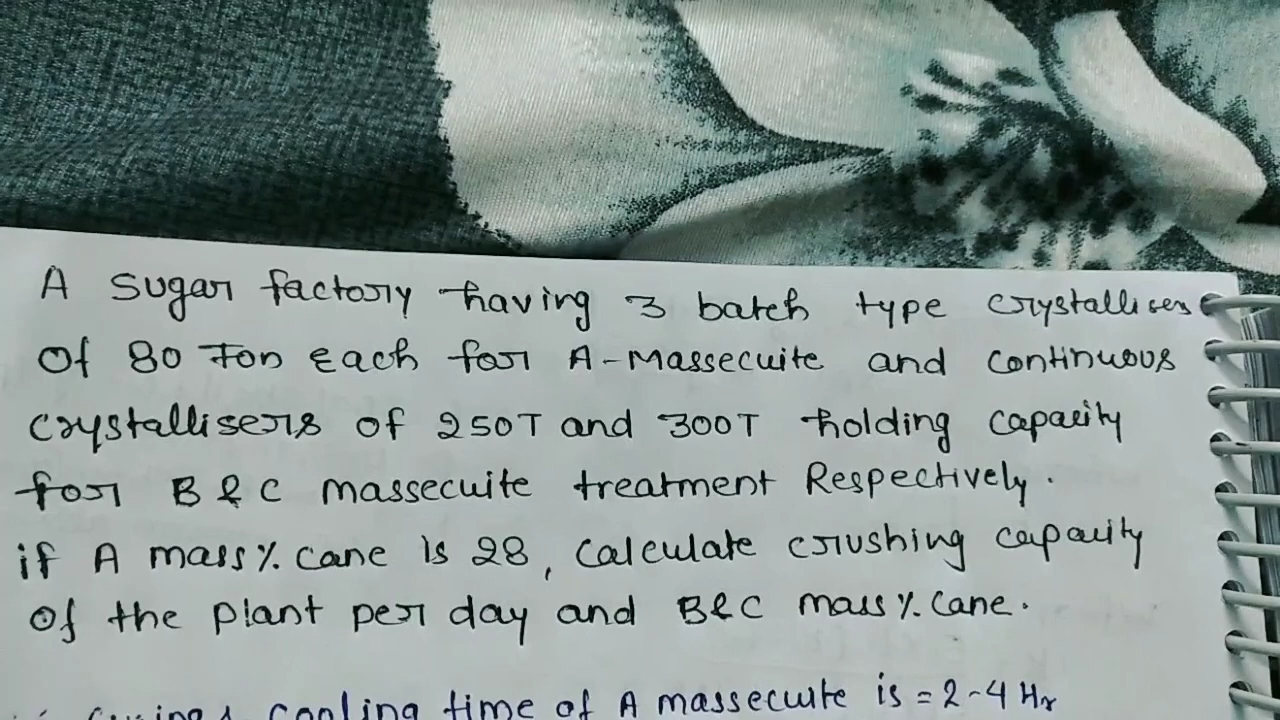 A Sugar factory having 3 batch type crystallisers
Of 80 Ton Each for A-Massecuite and continuous
crystallisers of 250T and 300T holding capacity
for B & C massecuite treatment Respectively.
if A mass % cane is 28, calculate crushing capacity
Of the plant per day and B&C mass % cane.
cooling time of A massecuite is = 2-4 Hr